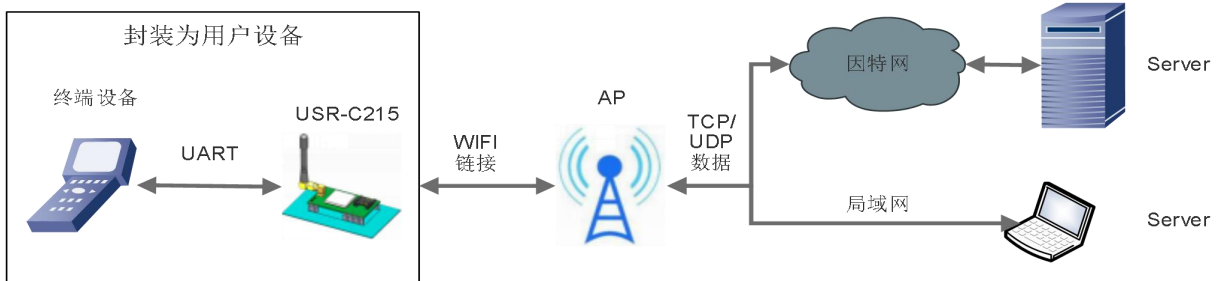 封装为用户设备
终端设备
USR-C215
UART
WIFI
链接
AP
TCP/
UDP
数据
因特网
Server
局域网
Server